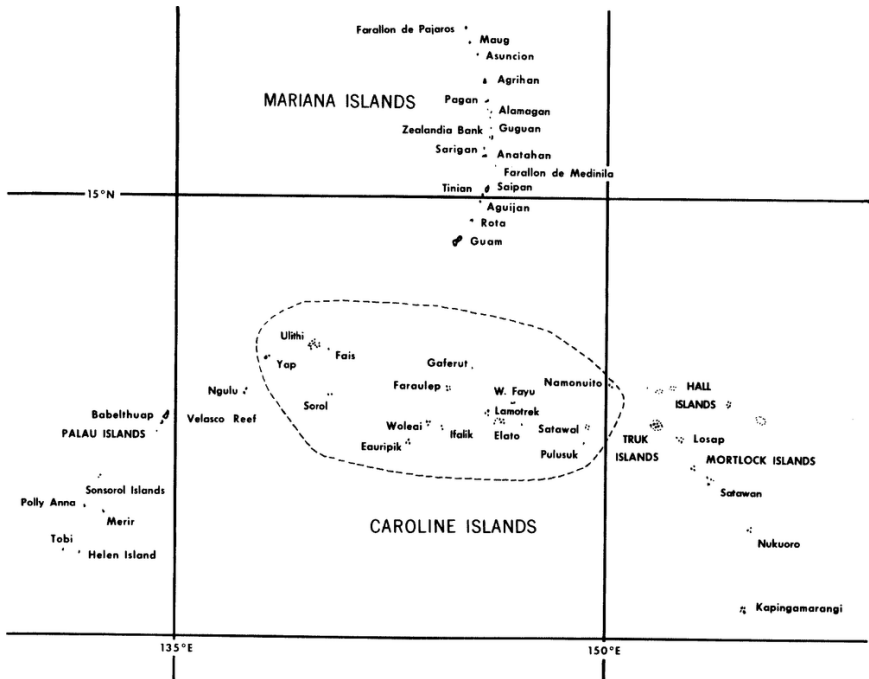 Farallon de Pajaros
Maug
Asuncion
Agrihan
MARIANA ISLANDS
Pagan
Alamagan
Zealandia Bank
Guguan
Sarigan
Anatahan
Farallon de Medinila
15°N
Tinian
Saipan
Aguijan
Rota
Guam
Ulithi
Yap
Fais
Gaferut
Ngulu
Faraulep
W. Fayu
Namonuito
HALL
ISLANDS
Sorol
Babelthuap
Velasco Reef
Lamotrek
PALAU ISLANDS
Woleai
Ifalik
Elato
Satawal
TRUK
ISLANDS
Losap
Eauripik
Pulusuk
MORTLOCK ISLANDS
Sonsorol Islands
Satawan
Polly Anna
Merir
CAROLINE ISLANDS
Tobi
Helen Island
Nukuoro
Kapingamarangi
135°E
150°E